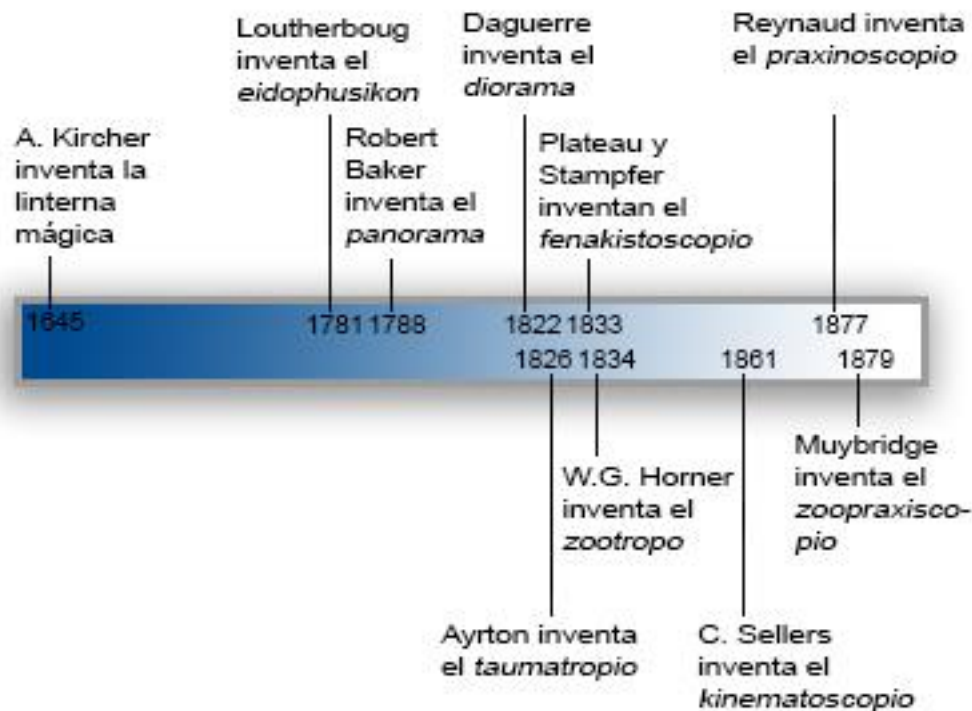 Loutherboug
inventa el
eidophusikon
Daguerre
inventa el
diorama
Reynaud inventa
el praxinoscopio
A. Kircher
inventa la
linterna
mágica
Robert
Baker
inventa el
panorama
Plateau y
Stampfer
inventan el
fenakistoscopio
1645
1781
1788
1822
1833
1877
1826
1834
1861
1879
W.G. Horner
inventa el
zootropo
Muybridge
inventa el
zoopraxisco-
pio
Ayrton inventa
el taumatropio
C. Sellers
inventa el
kinematoscopio